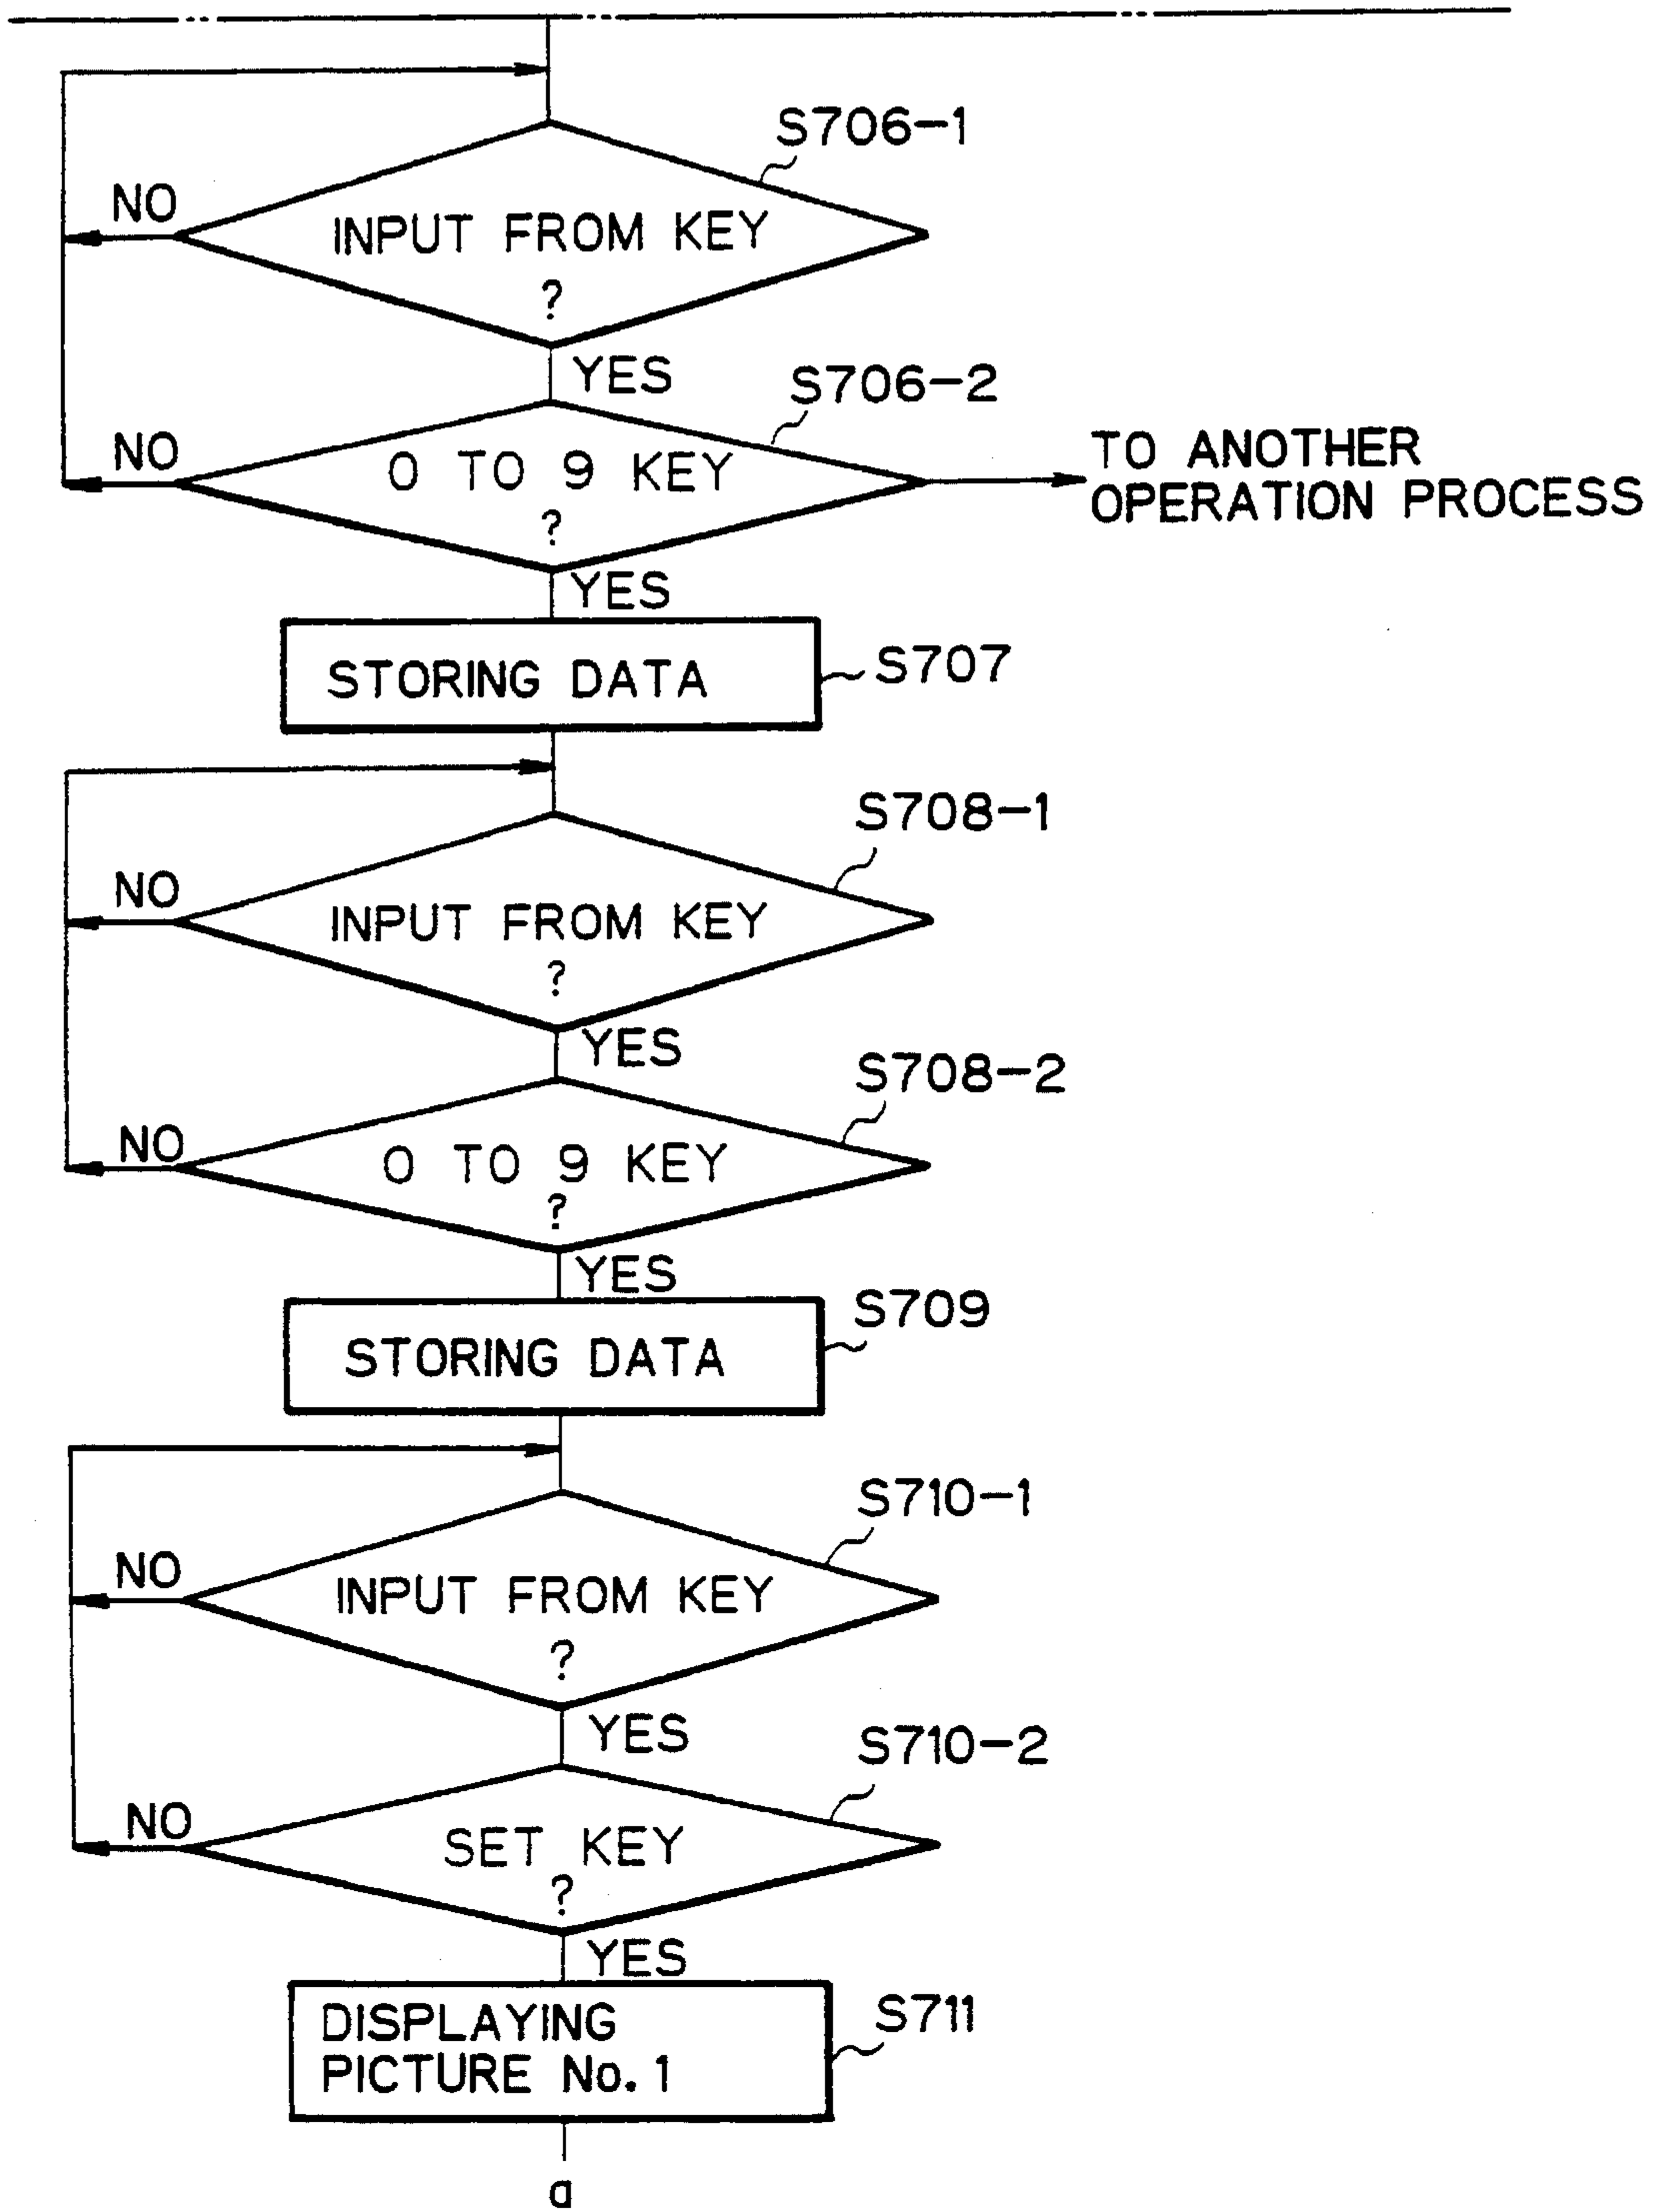 S706-1
NO
INPUT FROM KEY
?
YES
S706-2
NO
0 TO 9 KEY
?
TO ANOTHER
OPERATION PROCESS
YES
STORING DATA
S707
S708-1
NO
INPUT FROM KEY
?
YES
S708-2
NO
0 TO 9 KEY
?
YES
S709
STORING DATA
S710-1
NO
INPUT FROM KEY
?
YES
S710-2
NO
SET KEY
?
YES
DISPLAYING
PICTURE No. 1
S711
a